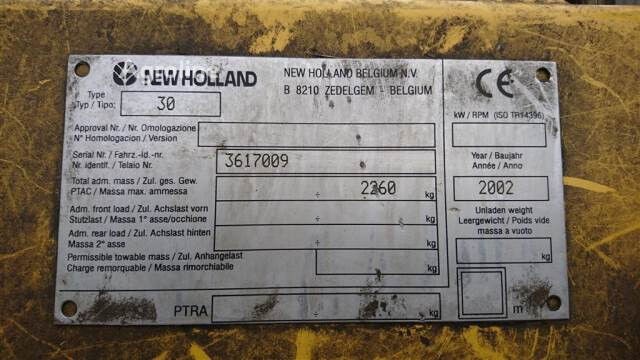 NEW HOLLAND
NEW HOLLAND BELGIUM N.V.
B 8210 ZEDELGEM - BELGIUM
CE
Type
Typ / Tipo: 30
kW / RPM (ISO TR14396)
Approval Nr / Nr. Omologazione
N° Homologacion / Version
Serial Nr / Fahrz.-Id.-nr.
Nr. identif. / Telaio Nr. 3617009
Year / Baujahr
Année / Anno
2002
Total adm. mass / Zul. ges. Gew.
PTAC / Massa max. ammessa ÷ 2260 kg
Adm. front load / Zul. Achslast vorn
Stutzlast / Massa 1° asse/occhione ÷ kg
Unladen weight
Leergewicht / Poids vide
massa a vuoto
Adm. rear load / Zul. Achslast hinten
Massa 2° asse ÷ kg
Permissible towable mass / Zul. Anhangelast
Charge remorquable / Massa rimorchiabile kg
kg
PTRA kg
m